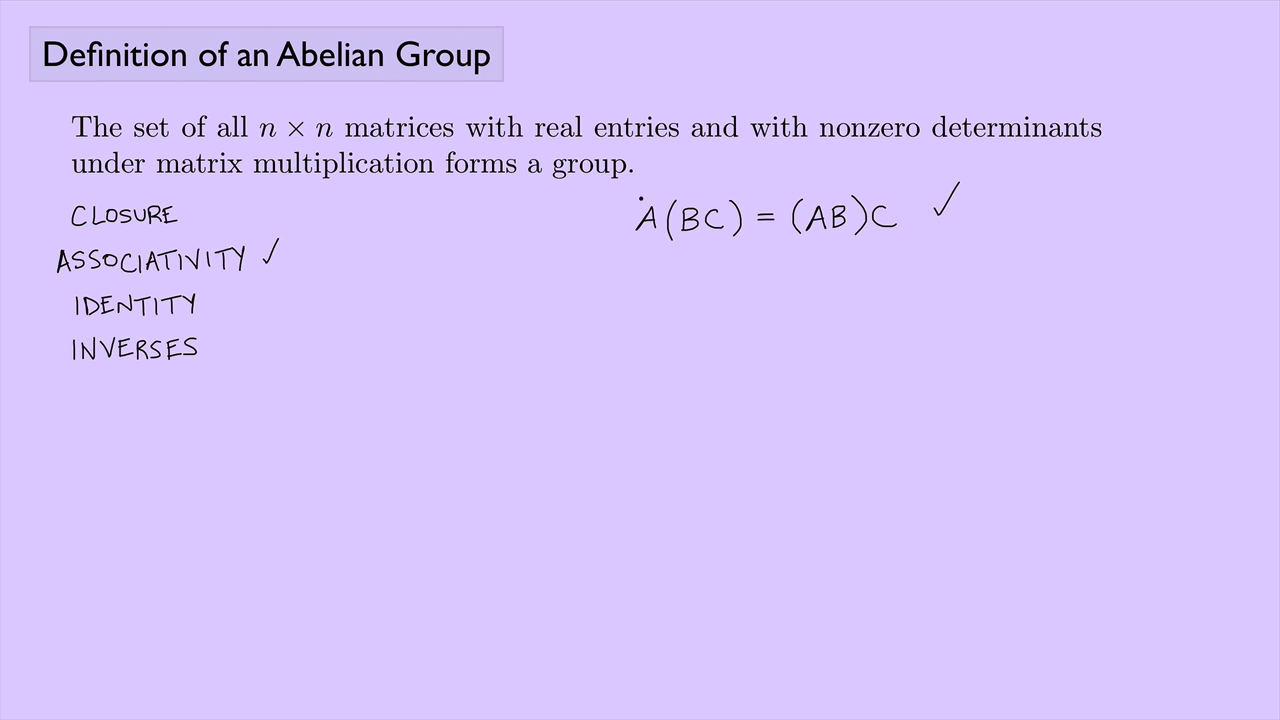 Definition of an Abelian Group
The set of all n × n matrices with real entries and with nonzero determinants
under matrix multiplication forms a group.
CLOSURE
A(BC) = (AB)C ✓
ASSOCIATIVITY ✓
IDENTITY
INVERSES